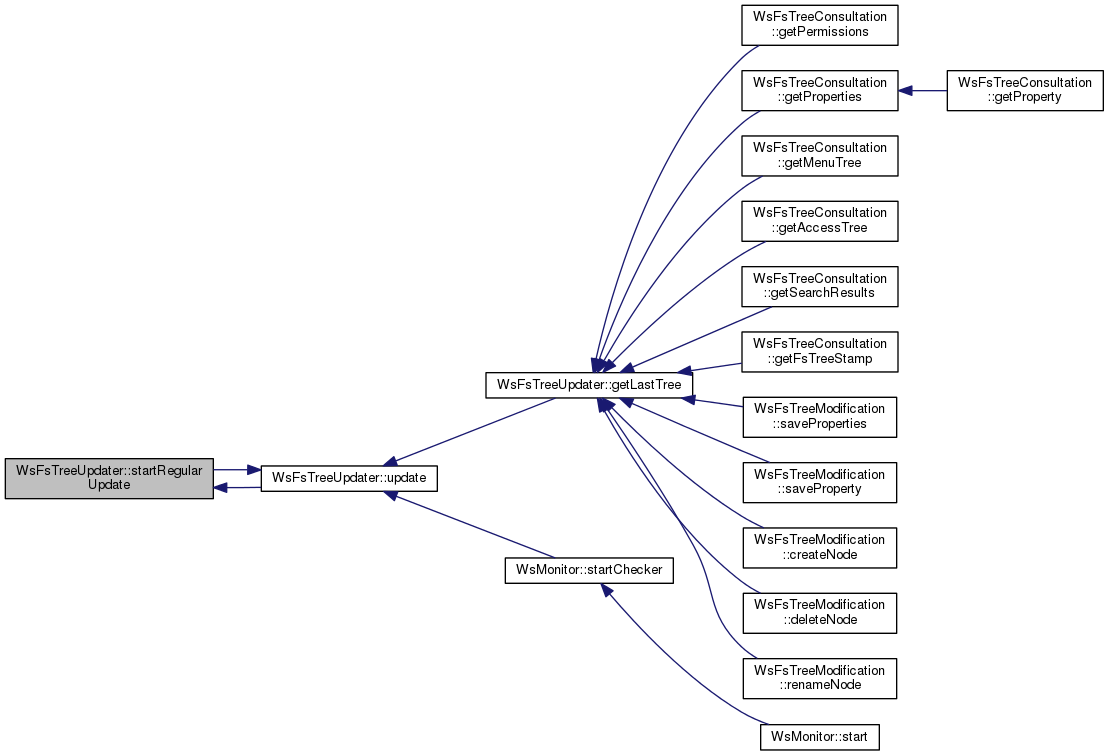 WsFsTreeConsultation
::getPermissions
WsFsTreeConsultation
::getProperties
WsFsTreeConsultation
::getProperty
WsFsTreeConsultation
::getMenuTree
WsFsTreeConsultation
::getAccessTree
WsFsTreeConsultation
::getSearchResults
WsFsTreeConsultation
::getFsTreeStamp
WsFsTreeUpdater::getLastTree
WsFsTreeModification
::saveProperties
WsFsTreeUpdater::startRegular
Update
WsFsTreeUpdater::update
WsFsTreeModification
::saveProperty
WsFsTreeModification
::createNode
WsMonitor::startChecker
WsFsTreeModification
::deleteNode
WsFsTreeModification
::renameNode
WsMonitor::start